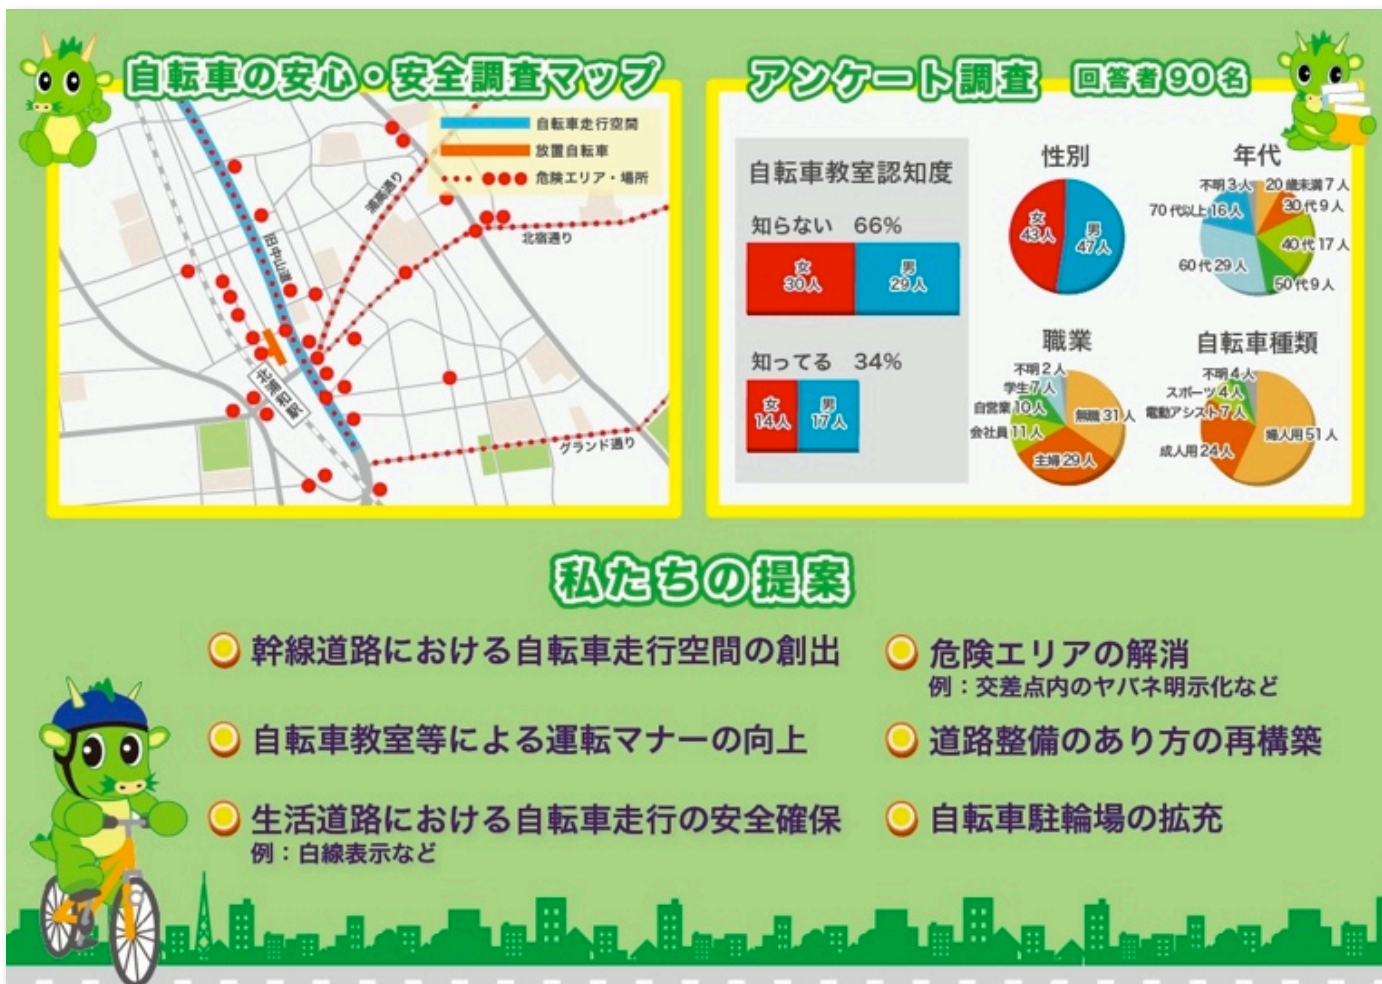 自転車の安心・安全調査マップ
自転車走行空間
放置自転車
危険エリア・場所
浦高通り
北宿通り
旧中山道
北浦和駅
グランド通り
アンケート調査 回答者90名
自転車教室認知度
知らない 66%
女 30人
男 29人
知ってる 34%
女 14人
男 17人
性別
女 43人
男 47人
年代
不明3人
20歳未満7人
30代9人
40代17人
50代9人
60代29人
70代以上16人
職業
不明2人
学生7人
自営業10人
会社員11人
主婦29人
無職31人
自転車種類
不明4人
スポーツ4人
電動アシスト7人
成人用24人
婦人用51人
私たちの提案
幹線道路における自転車走行空間の創出
自転車教室等による運転マナーの向上
生活道路における自転車走行の安全確保
例:白線表示など
危険エリアの解消
例:交差点内のヤバネ明示化など
道路整備のあり方の再構築
自転車駐輪場の拡充